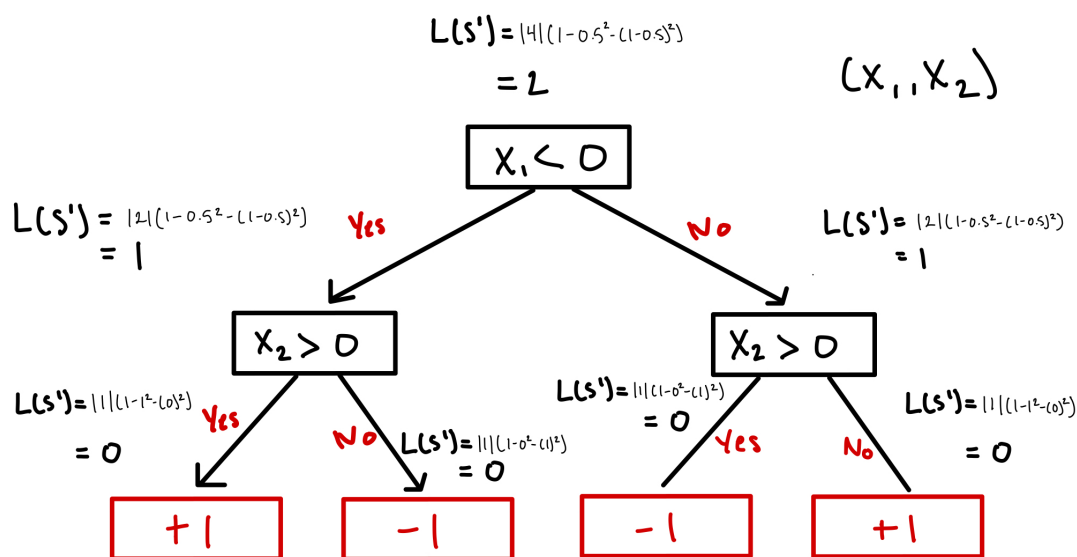 L(S') = |4|(1-0.5²-(1-0.5)²)
= 2
(X₁,X₂)
X₁ < 0
L(S') = |2|(1-0.5²-(1-0.5)²)
= 1
Yes
No
L(S') = |2|(1-0.5²-(1-0.5)²)
= 1
X₂ > 0
X₂ > 0
L(S') = |1|(1-1²-(0)²)
= 0
Yes
No
L(S') = |1|(1-0²-(1)²)
= 0
L(S') = |1|(1-0²-(1)²)
= 0
Yes
No
L(S') = |1|(1-1²-(0)²)
= 0
+1
-1
-1
+1